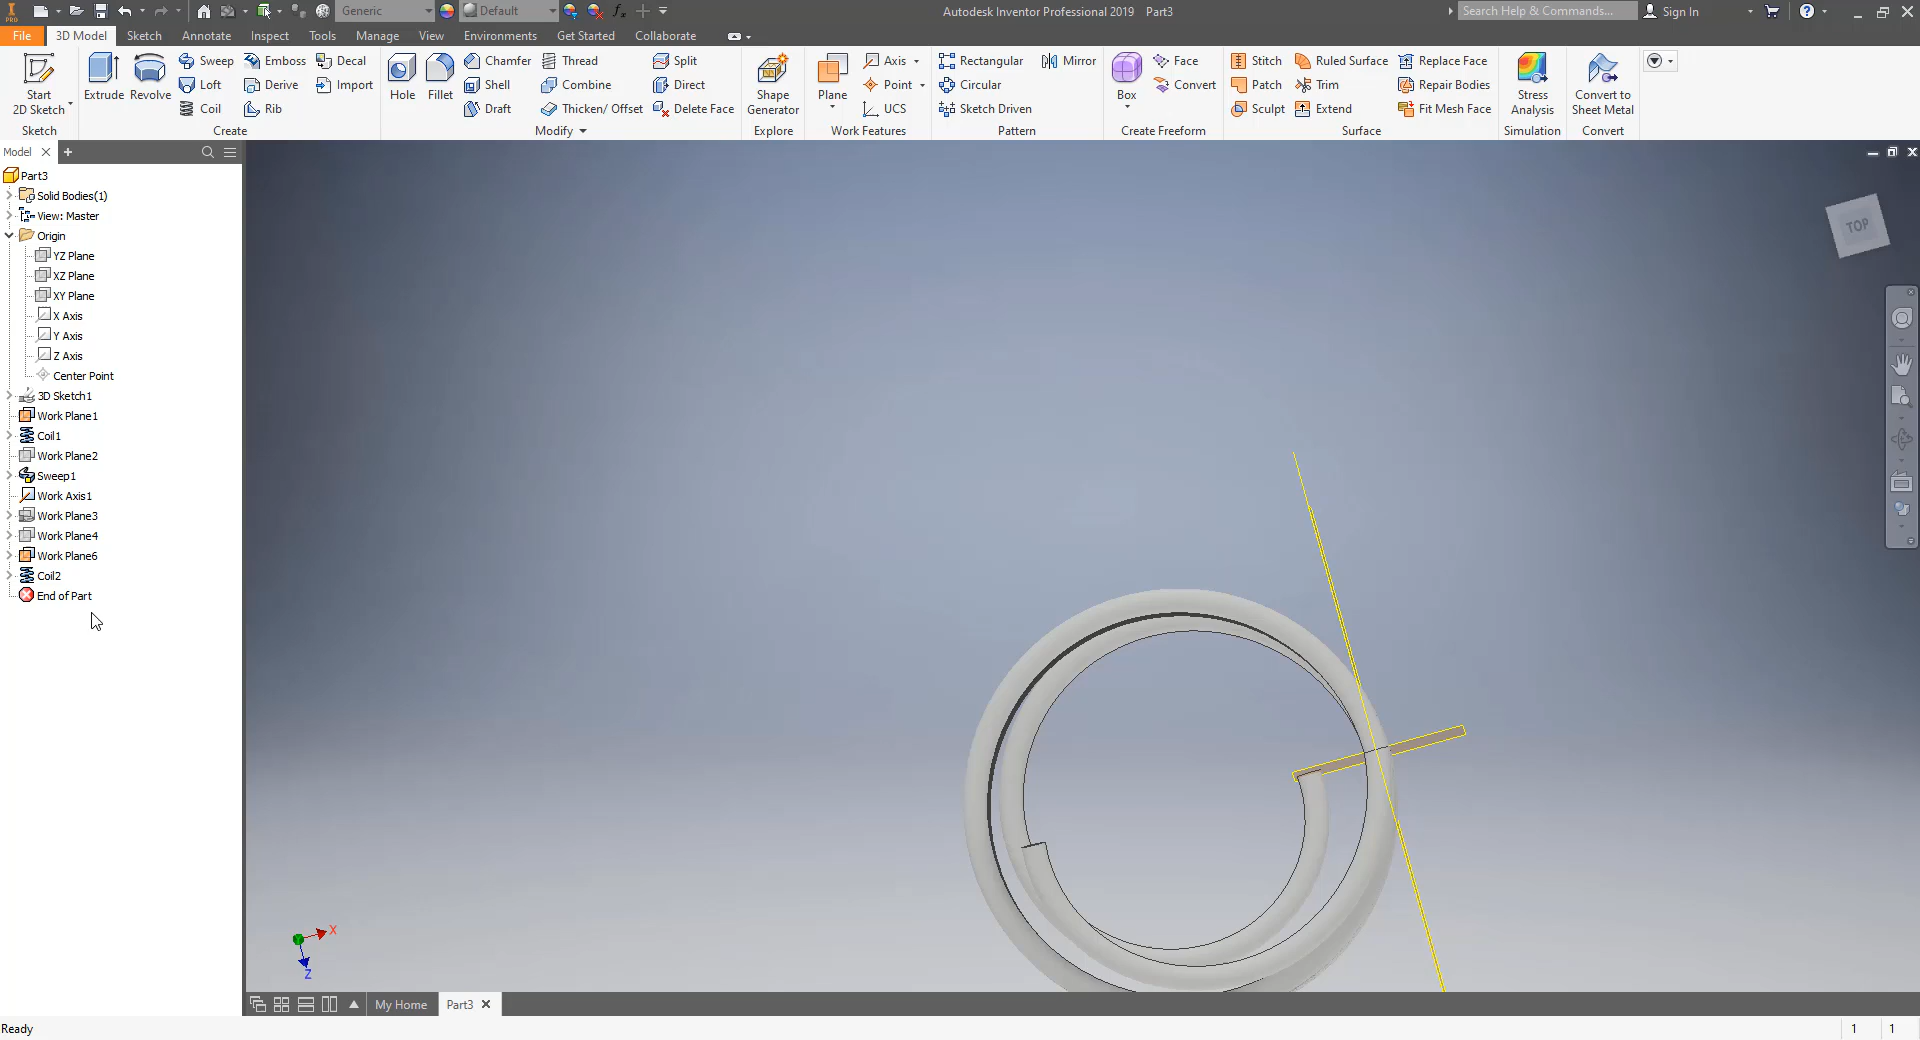 PRO
Generic
Default
fx
Autodesk Inventor Professional 2019 Part3
Search Help & Commands...
Sign In
File
3D Model
Sketch
Annotate
Inspect
Tools
Manage
View
Environments
Get Started
Collaborate
Start
2D Sketch
Sketch
Extrude
Revolve
Sweep
Loft
Coil
Emboss
Derive
Rib
Decal
Import
Create
Hole
Fillet
Chamfer
Shell
Draft
Thread
Combine
Thicken/ Offset
Split
Direct
Delete Face
Modify
Shape
Generator
Explore
Plane
Axis
Point
UCS
Work Features
Rectangular
Circular
Sketch Driven
Mirror
Pattern
Box
Face
Convert
Create Freeform
Stitch
Patch
Sculpt
Ruled Surface
Trim
Extend
Replace Face
Repair Bodies
Fit Mesh Face
Surface
Stress
Analysis
Simulation
Convert to
Sheet Metal
Convert
Model
Part3
Solid Bodies(1)
View: Master
Origin
YZ Plane
XZ Plane
XY Plane
X Axis
Y Axis
Z Axis
Center Point
3D Sketch1
Work Plane1
Coil1
Work Plane2
Sweep1
Work Axis1
Work Plane3
Work Plane4
Work Plane6
Coil2
End of Part
TOP
X
Z
My Home
Part3
Ready
1
1